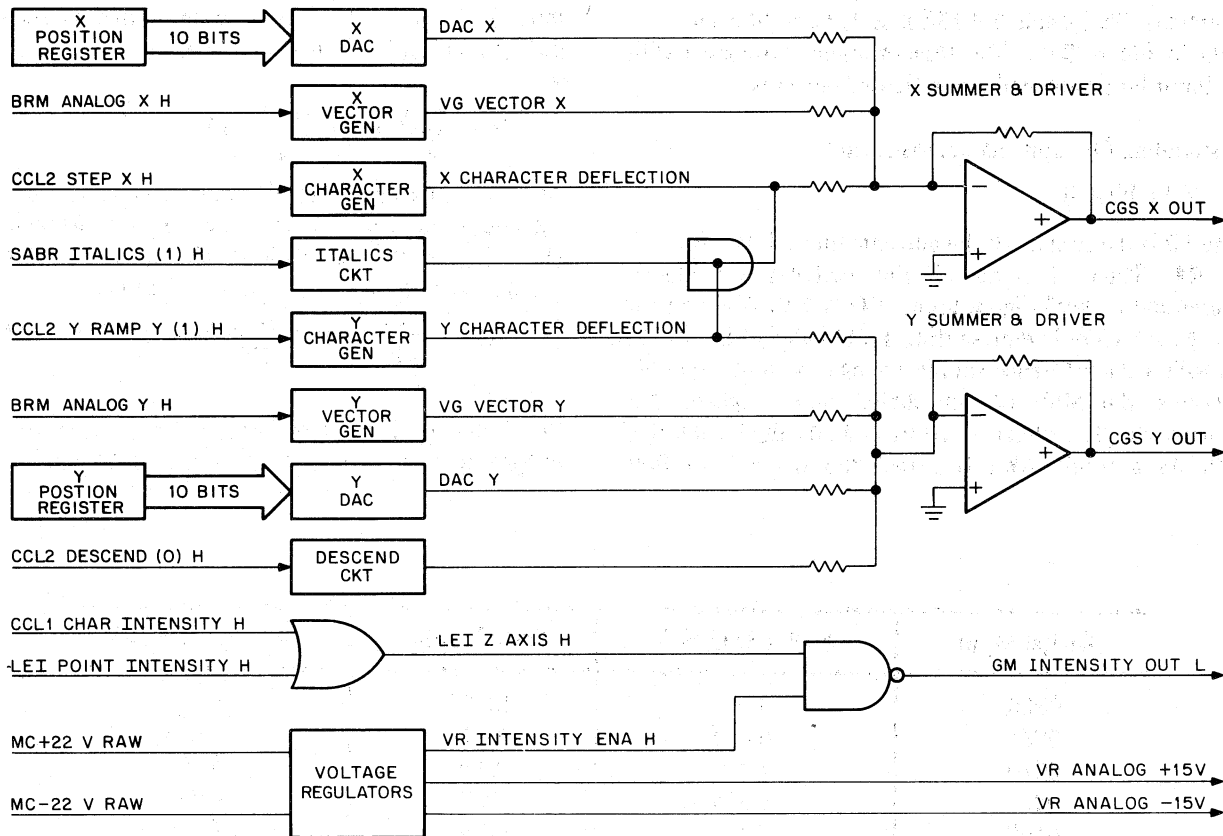 X
POSITION
REGISTER
10 BITS
X
DAC
DAC X
BRM ANALOG X H
X
VECTOR
GEN
VG VECTOR X
X SUMMER & DRIVER
CCL2 STEP X H
X
CHARACTER
GEN
X CHARACTER DEFLECTION
−
+
+
CGS X OUT
SABR ITALICS (1) H
ITALICS
CKT
CCL2 Y RAMP Y (1) H
Y
CHARACTER
GEN
Y CHARACTER DEFLECTION
Y SUMMER & DRIVER
BRM ANALOG Y H
Y
VECTOR
GEN
VG VECTOR Y
−
+
+
CGS Y OUT
Y
POSTION
REGISTER
10 BITS
Y
DAC
DAC Y
CCL2 DESCEND (0) H
DESCEND
CKT
CCL1 CHAR INTENSITY H
LEI POINT INTENSITY H
LEI Z AXIS H
GM INTENSITY OUT L
MC+22 V RAW
MC−22 V RAW
VOLTAGE
REGULATORS
VR INTENSITY ENA H
VR ANALOG +15V
VR ANALOG −15V